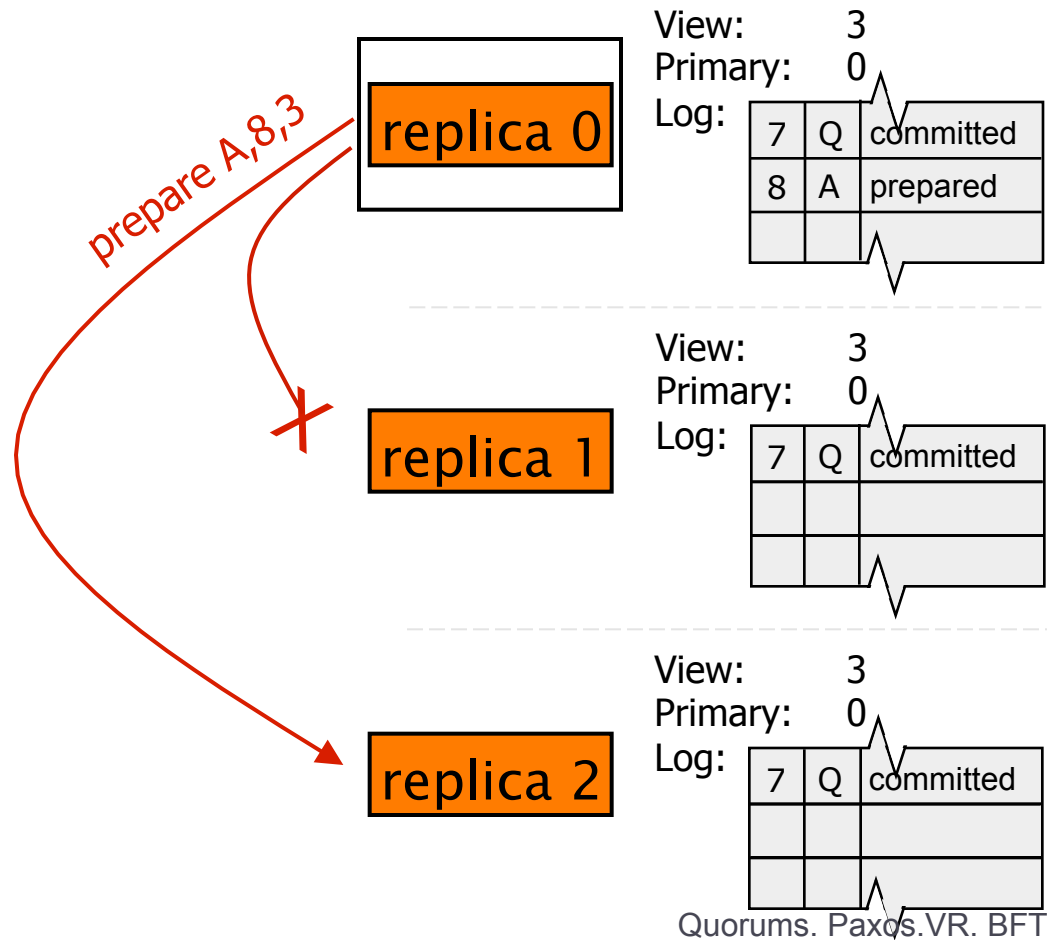 View: 3
Primary: 0
Log:
7 Q committed
8 A prepared
replica 0
prepare A,8,3
View: 3
Primary: 0
Log:
7 Q committed
replica 1
View: 3
Primary: 0
Log:
7 Q committed
replica 2
Quorums. Paxos.VR. BFT